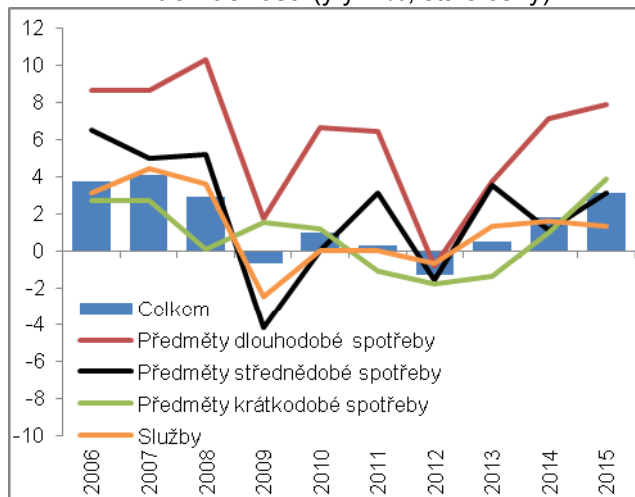 12
10
8
6
4
2
0
-2
-4
-6
-8
-10
Celkem
Předměty dlouhodobé spotřeby
Předměty střednědobé spotřeby
Předměty krátkodobé spotřeby
Služby
2006 2007 2008 2009 2010 2011 2012 2013 2014 2015